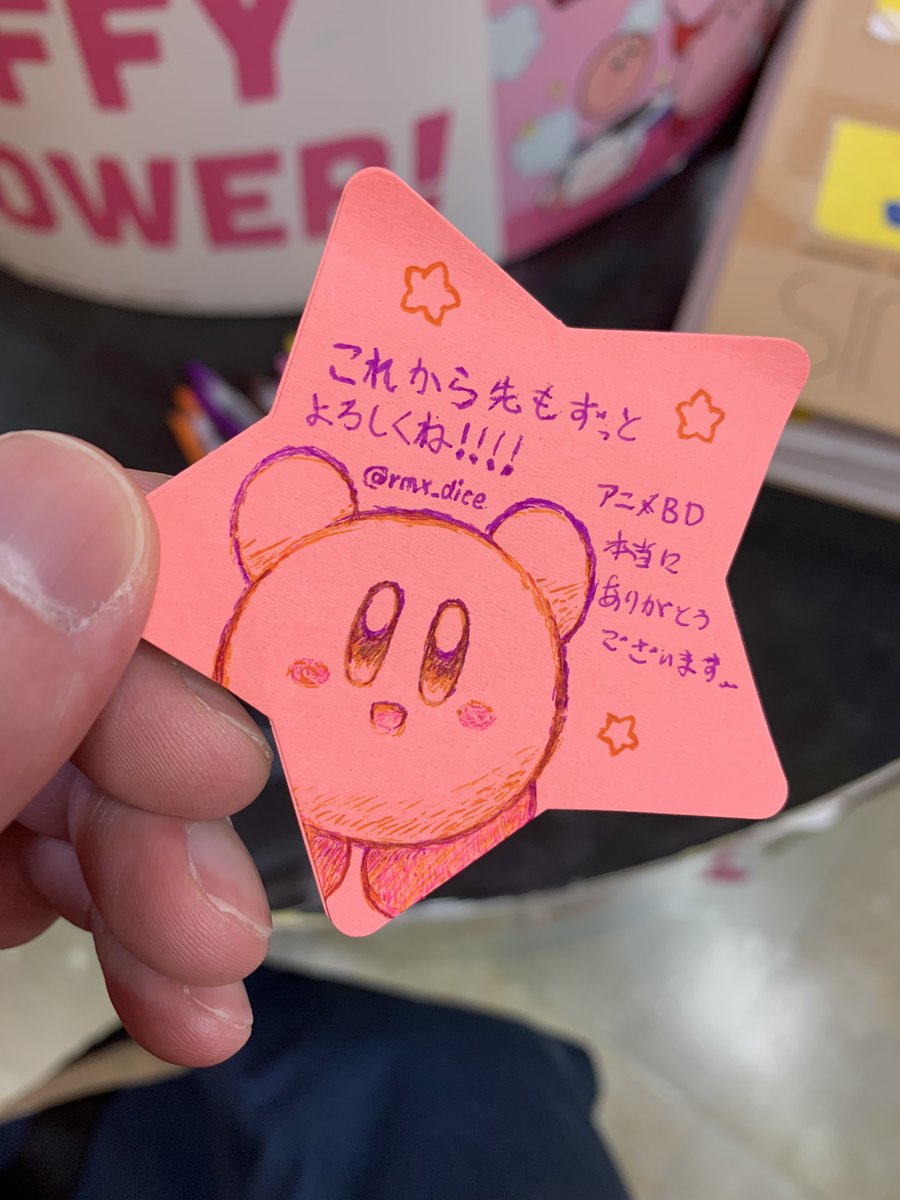 FFY
OWER!
これから先もずっと
よろしくね!!!!
@rmx_dice
アニメBD
本当に
ありがとう
ございます